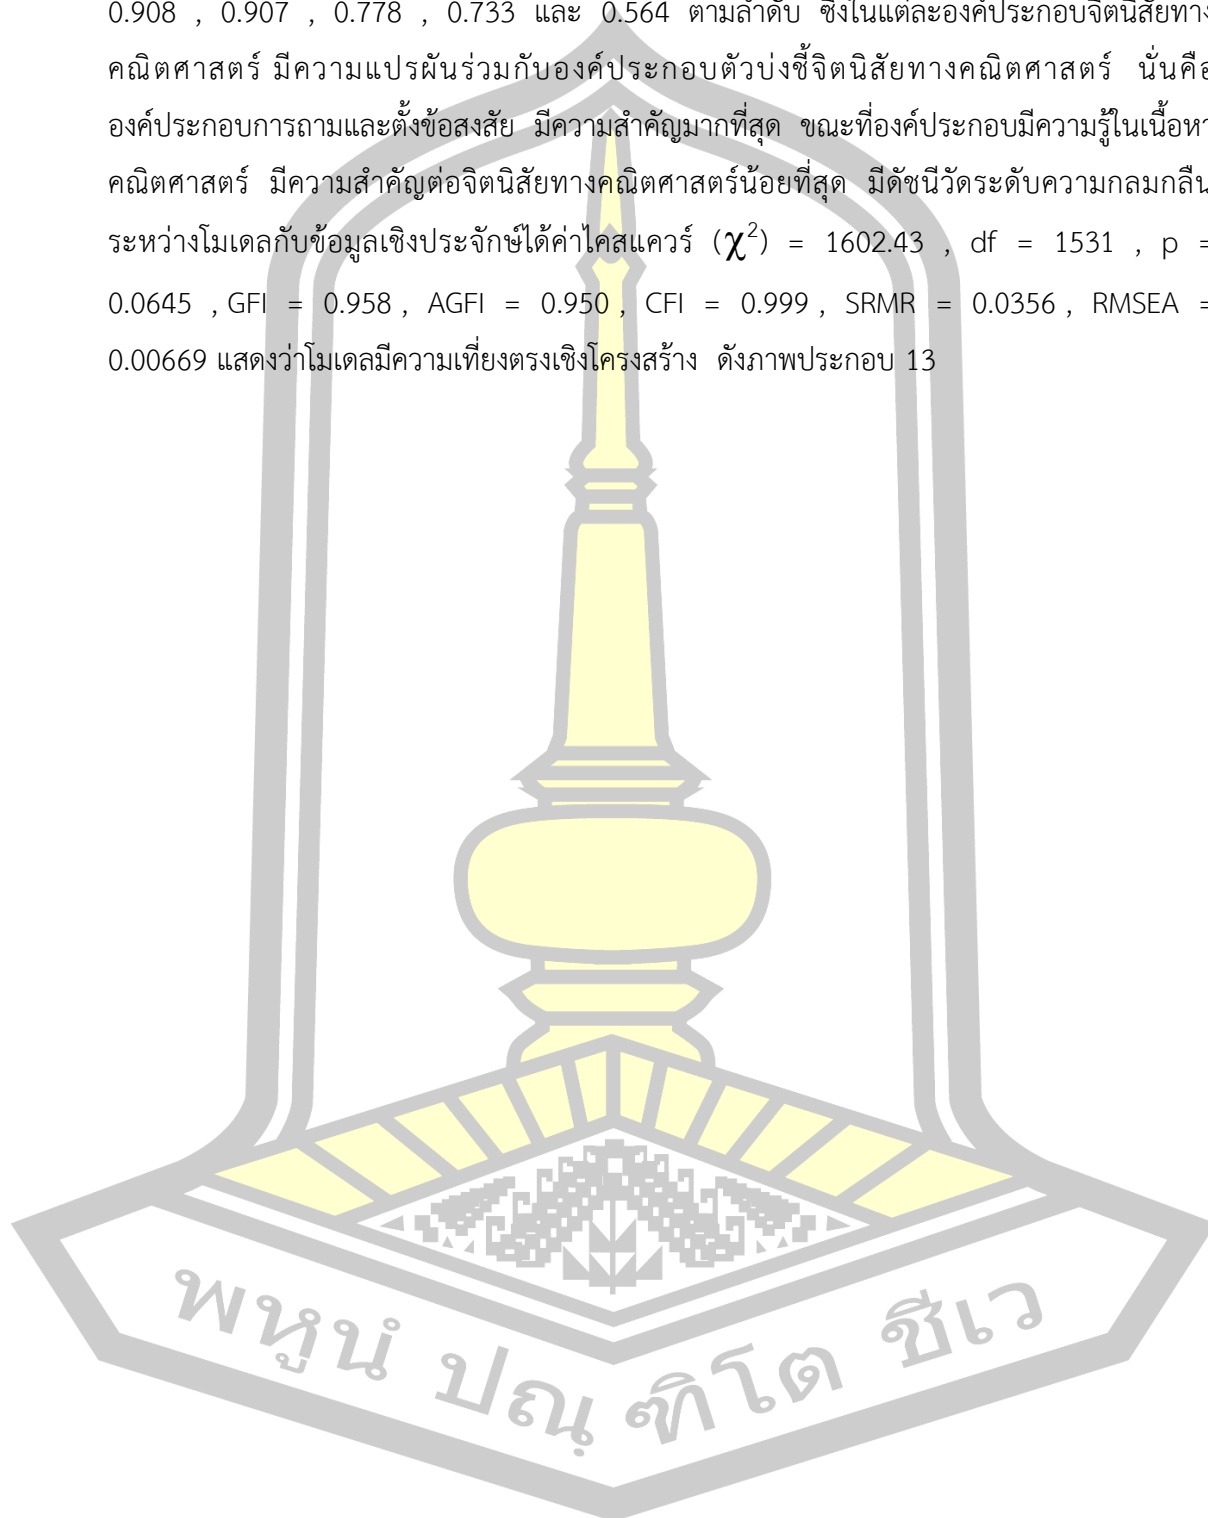 0.908 , 0.907 , 0.778 , 0.733 และ 0.564 ตามลำดับ ซึ่งในแต่ละองค์ประกอบจิตนิสัยทาง
คณิตศาสตร์ มีความแปรผันร่วมกับองค์ประกอบตัวบ่งชี้จิตนิสัยทางคณิตศาสตร์ นั่นคือ
องค์ประกอบการถามและตั้งข้อสงสัย มีความสำคัญมากที่สุด ขณะที่องค์ประกอบมีความรู้ในเนื้อหา
คณิตศาสตร์ มีความสำคัญต่อจิตนิสัยทางคณิตศาสตร์น้อยที่สุด มีดัชนีวัดระดับความกลมกลืน
ระหว่างโมเดลกับข้อมูลเชิงประจักษ์ได้ค่าไคสแควร์ (χ²) = 1602.43 , df = 1531 , p =
0.0645 , GFI = 0.958 , AGFI = 0.950 , CFI = 0.999 , SRMR = 0.0356 , RMSEA =
0.00669 แสดงว่าโมเดลมีความเที่ยงตรงเชิงโครงสร้าง ดังภาพประกอบ 13
พหูนํ ปณฺฑิโต ชีเว